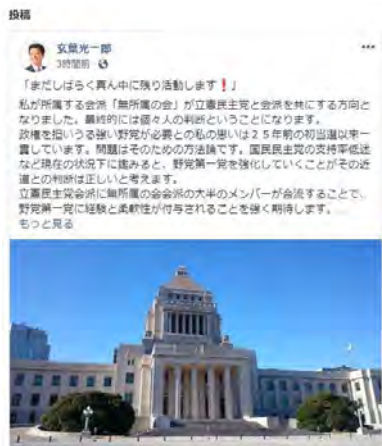 投稿
玄葉光一郎
3時間前
「まだしばらく真ん中に残り活動します❗」
私が所属する会派「無所属の会」が立憲民主党と会派を共にする方向と
なりました。最終的には個々人の判断ということになります。
政権を担いうる強い野党が必要との私の思いは２５年前の初当選以来一
貫しています。問題はそのための方法論です。国民民主党の支持率低迷
など現在の状況下に鑑みると、野党第一党を強化していくことがその近
道との判断は正しいと考えます。
立憲民主党会派に無所属の会会派の大半のメンバーが合流することで、
野党第一党に経験と柔軟性が付与されることを強く期待します。
もっと見る